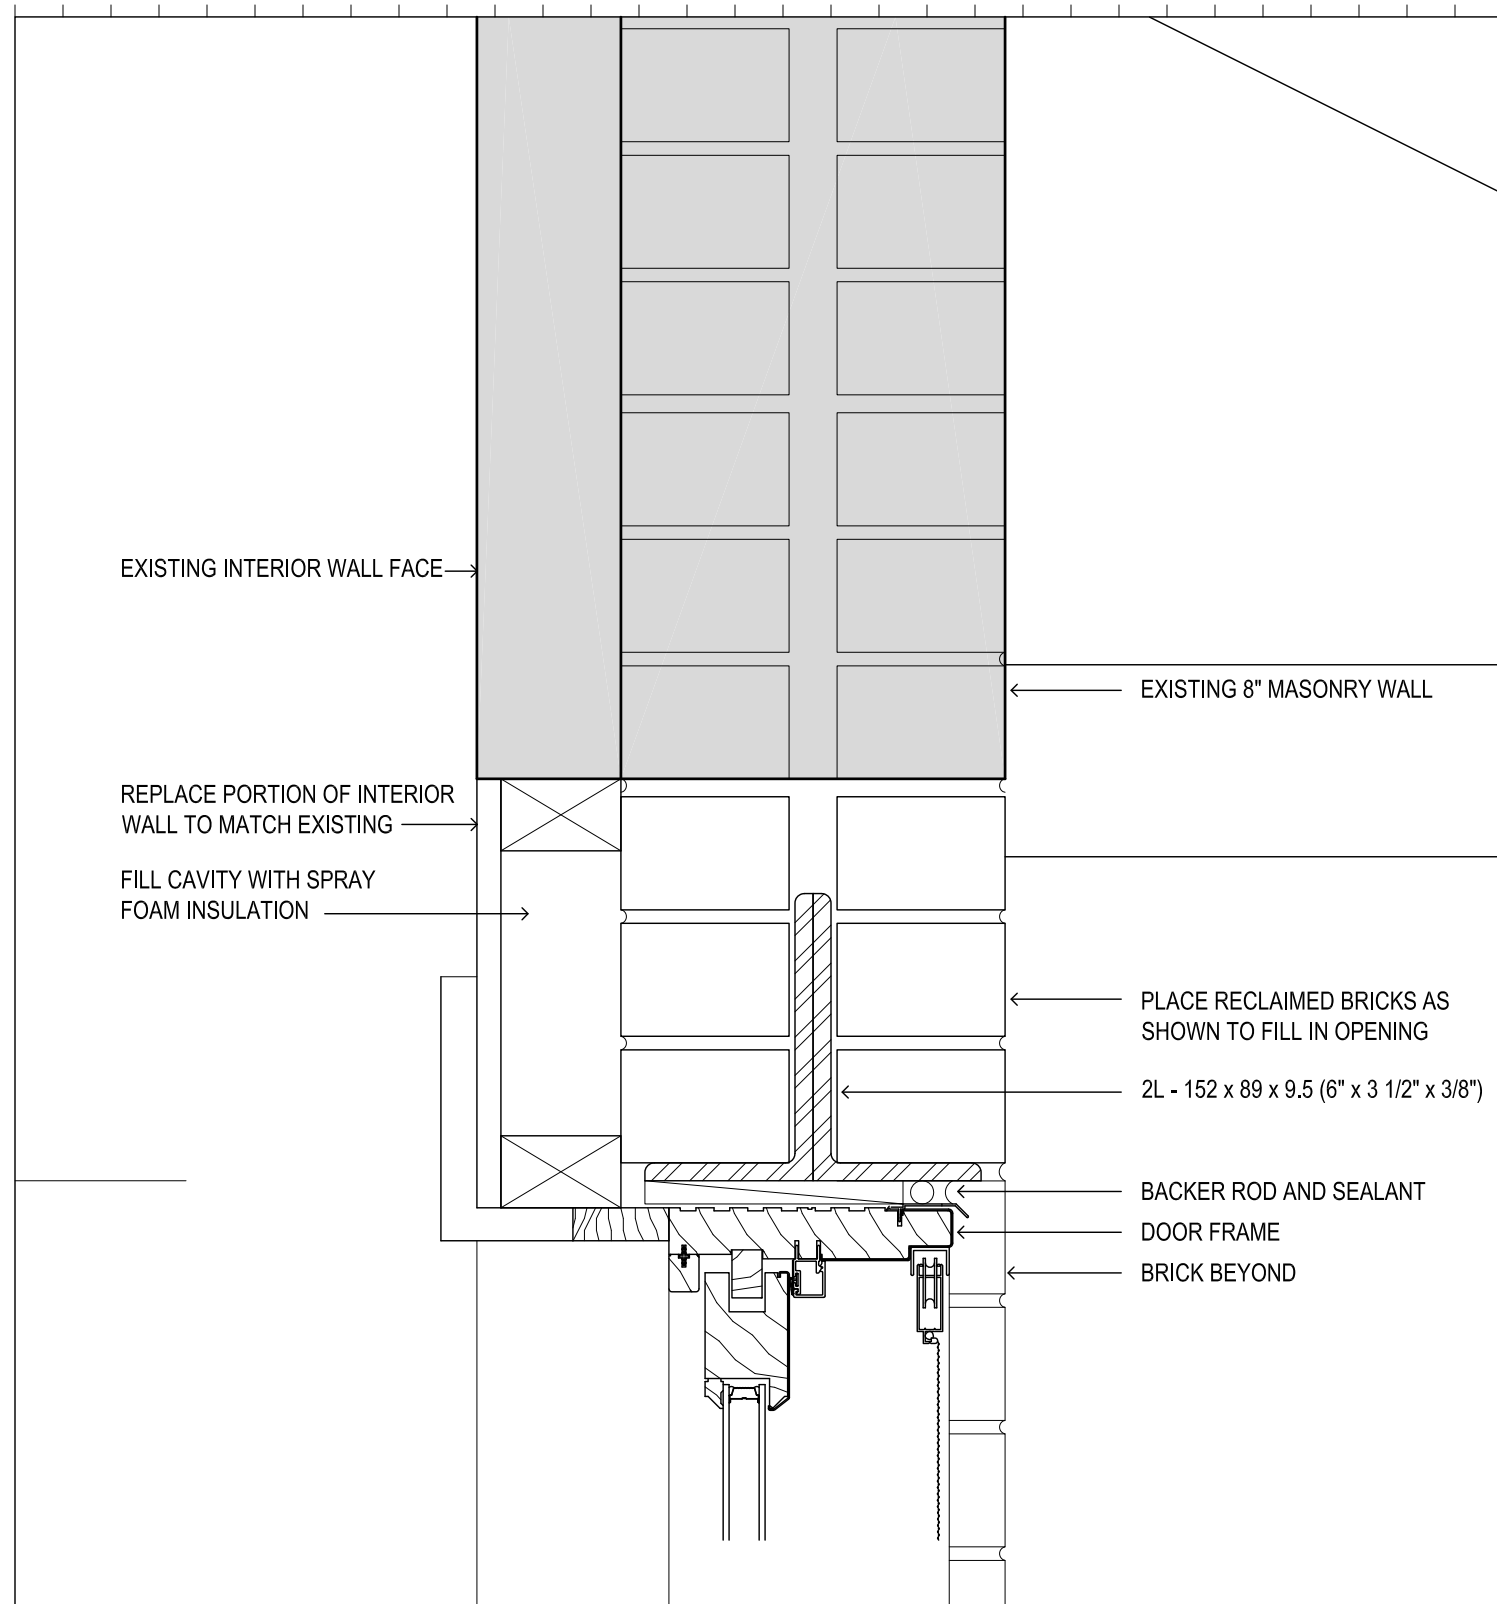 EXISTING INTERIOR WALL FACE
EXISTING 8" MASONRY WALL
REPLACE PORTION OF INTERIOR
WALL TO MATCH EXISTING
FILL CAVITY WITH SPRAY
FOAM INSULATION
PLACE RECLAIMED BRICKS AS
SHOWN TO FILL IN OPENING
2L - 152 x 89 x 9.5 (6" x 3 1/2" x 3/8")
BACKER ROD AND SEALANT
DOOR FRAME
BRICK BEYOND